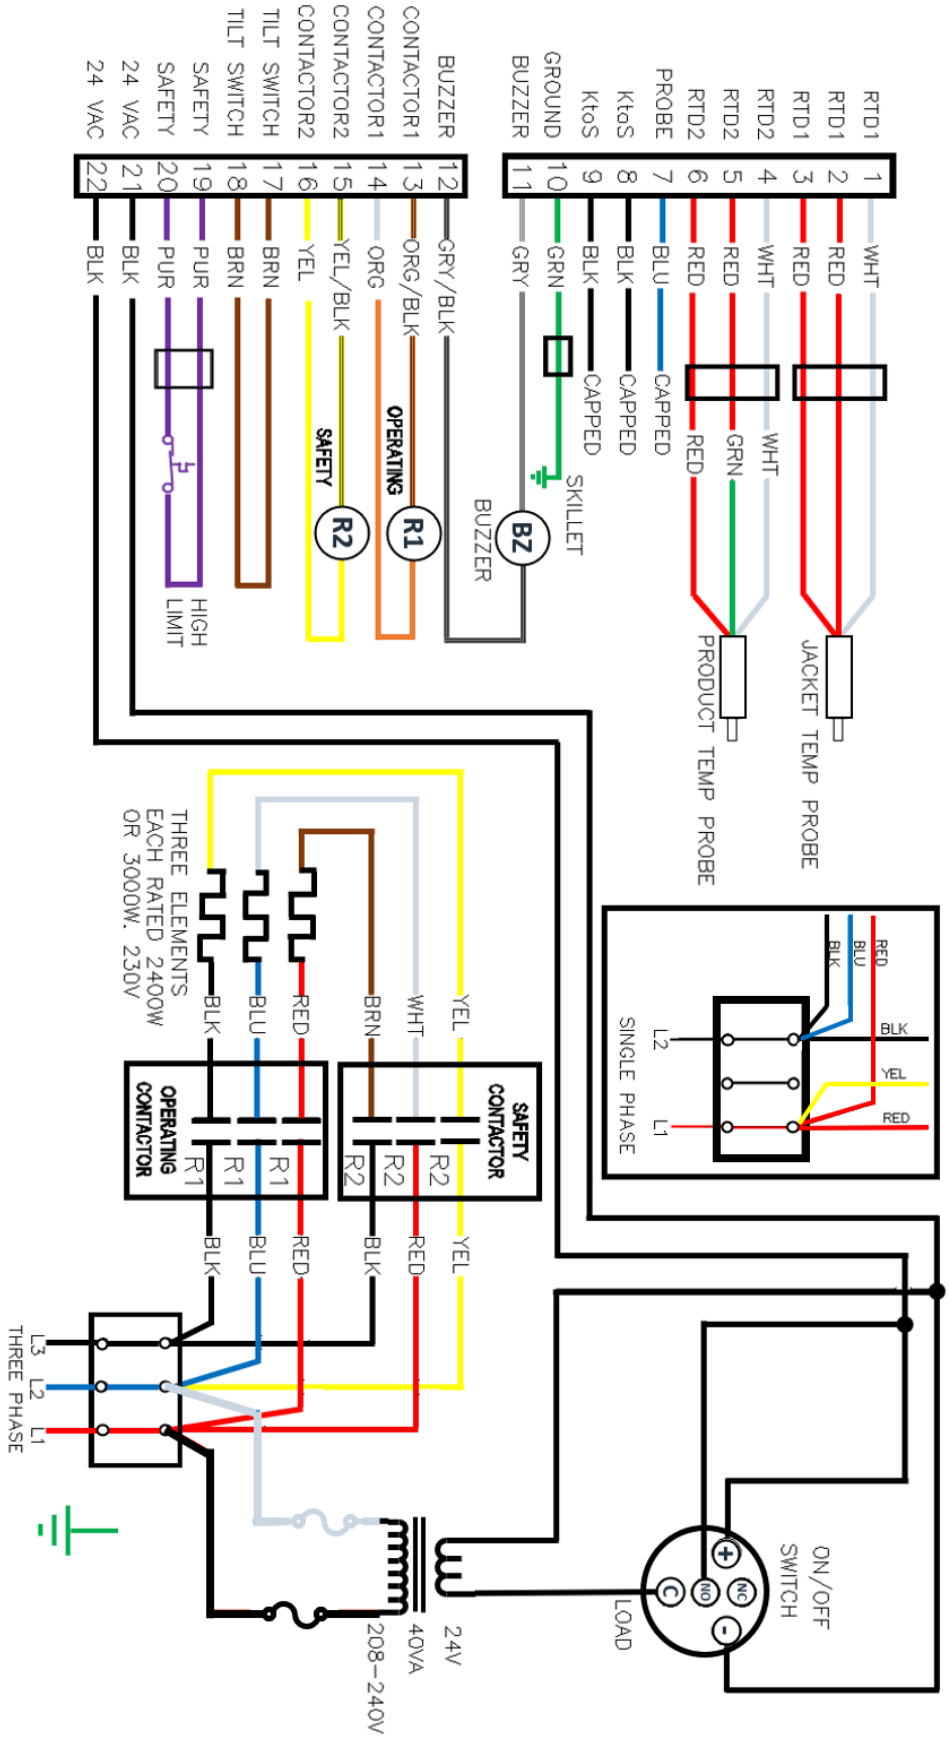 RTD1
RTD1
RTD1
RTD2
RTD2
RTD2
PROBE
KtoS
KtoS
GROUND
BUZZER
1
2
3
4
5
6
7
8
9
10
11
WHT
RED
RED
WHT
RED
RED
BLU
BLK
BLK
GRN
GRY
CAPPED
CAPPED
CAPPED
WHT
GRN
RED
SKILLET
BZ
BUZZER
JACKET TEMP PROBE
PRODUCT TEMP PROBE
BUZZER
CONTACTOR1
CONTACTOR1
CONTACTOR2
CONTACTOR2
TILT SWITCH
TILT SWITCH
SAFETY
SAFETY
24 VAC
24 VAC
12
13
14
15
16
17
18
19
20
21
22
GRY/BLK
ORG/BLK
ORG
YEL/BLK
YEL
BRN
BRN
PUR
PUR
BLK
BLK
OPERATING
SAFETY
R1
R2
HIGH
LIMIT
RED
BLU
BLK
BLK
YEL
RED
L2
L1
SINGLE PHASE
THREE ELEMENTS
EACH RATED 2400W
OR 3000W. 230V
YEL
WHT
BRN
RED
BLU
BLK
SAFETY
CONTACTOR
R2
R2
R2
OPERATING
CONTACTOR
R1
R1
R1
YEL
RED
BLK
RED
BLU
BLK
L3
L2
L1
THREE PHASE
ON/OFF
SWITCH
+
NC
NO
C
-
LOAD
24V
40VA
208-240V